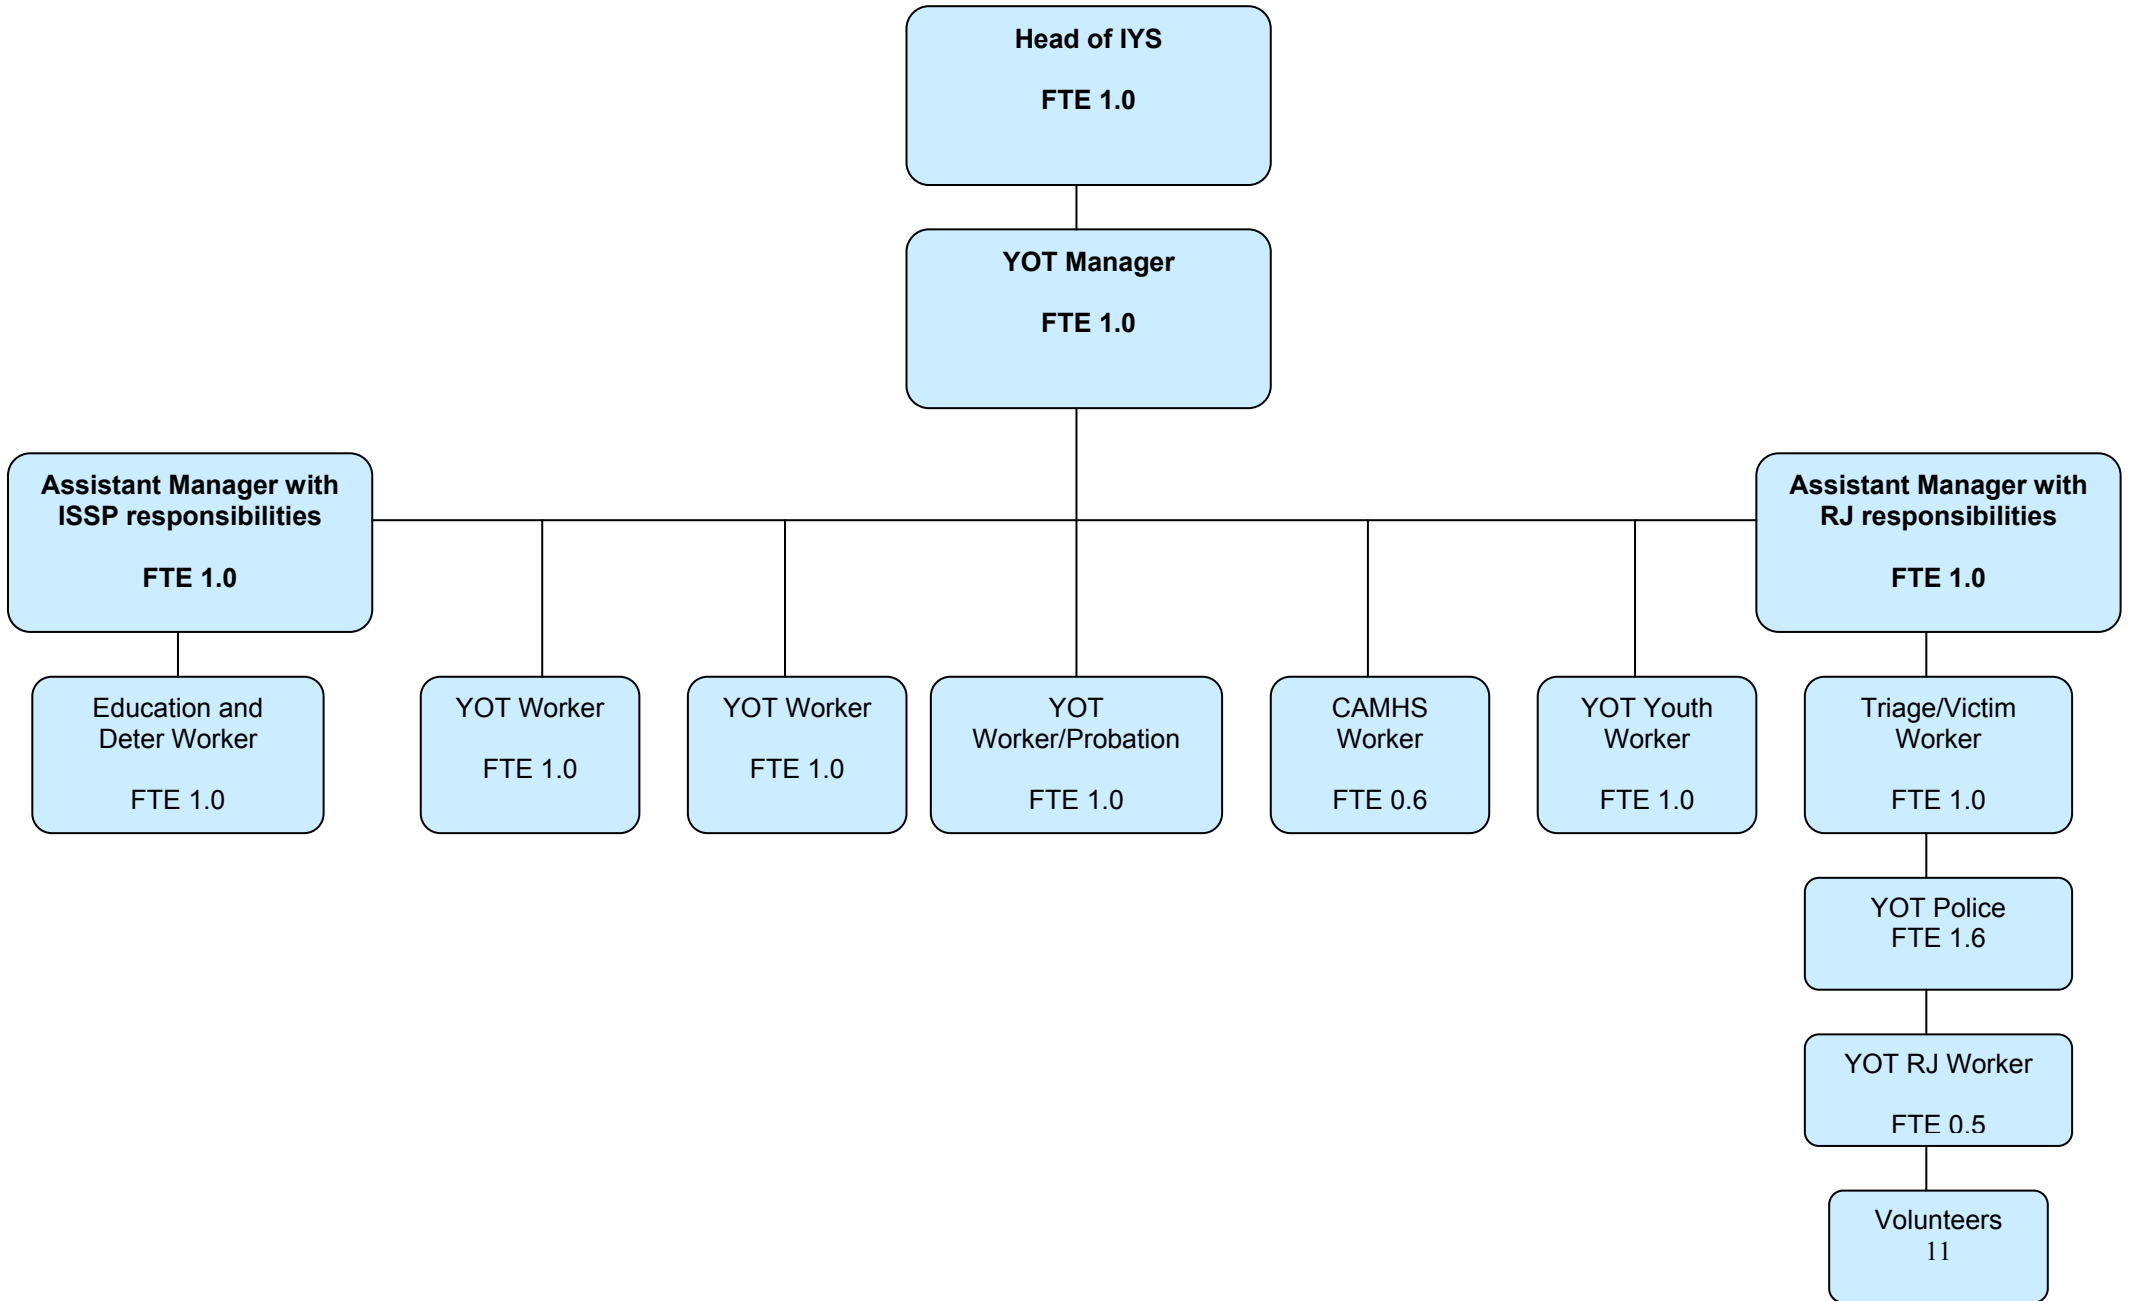 Head of IYS
FTE 1.0
YOT Manager
FTE 1.0
Assistant Manager with
ISSP responsibilities
FTE 1.0
Assistant Manager with
RJ responsibilities
FTE 1.0
Education and
Deter Worker
FTE 1.0
YOT Worker
FTE 1.0
YOT Worker
FTE 1.0
YOT
Worker/Probation
FTE 1.0
CAMHS
Worker
FTE 0.6
YOT Youth
Worker
FTE 1.0
Triage/Victim
Worker
FTE 1.0
YOT Police
FTE 1.6
YOT RJ Worker
FTE 0.5
Volunteers
11